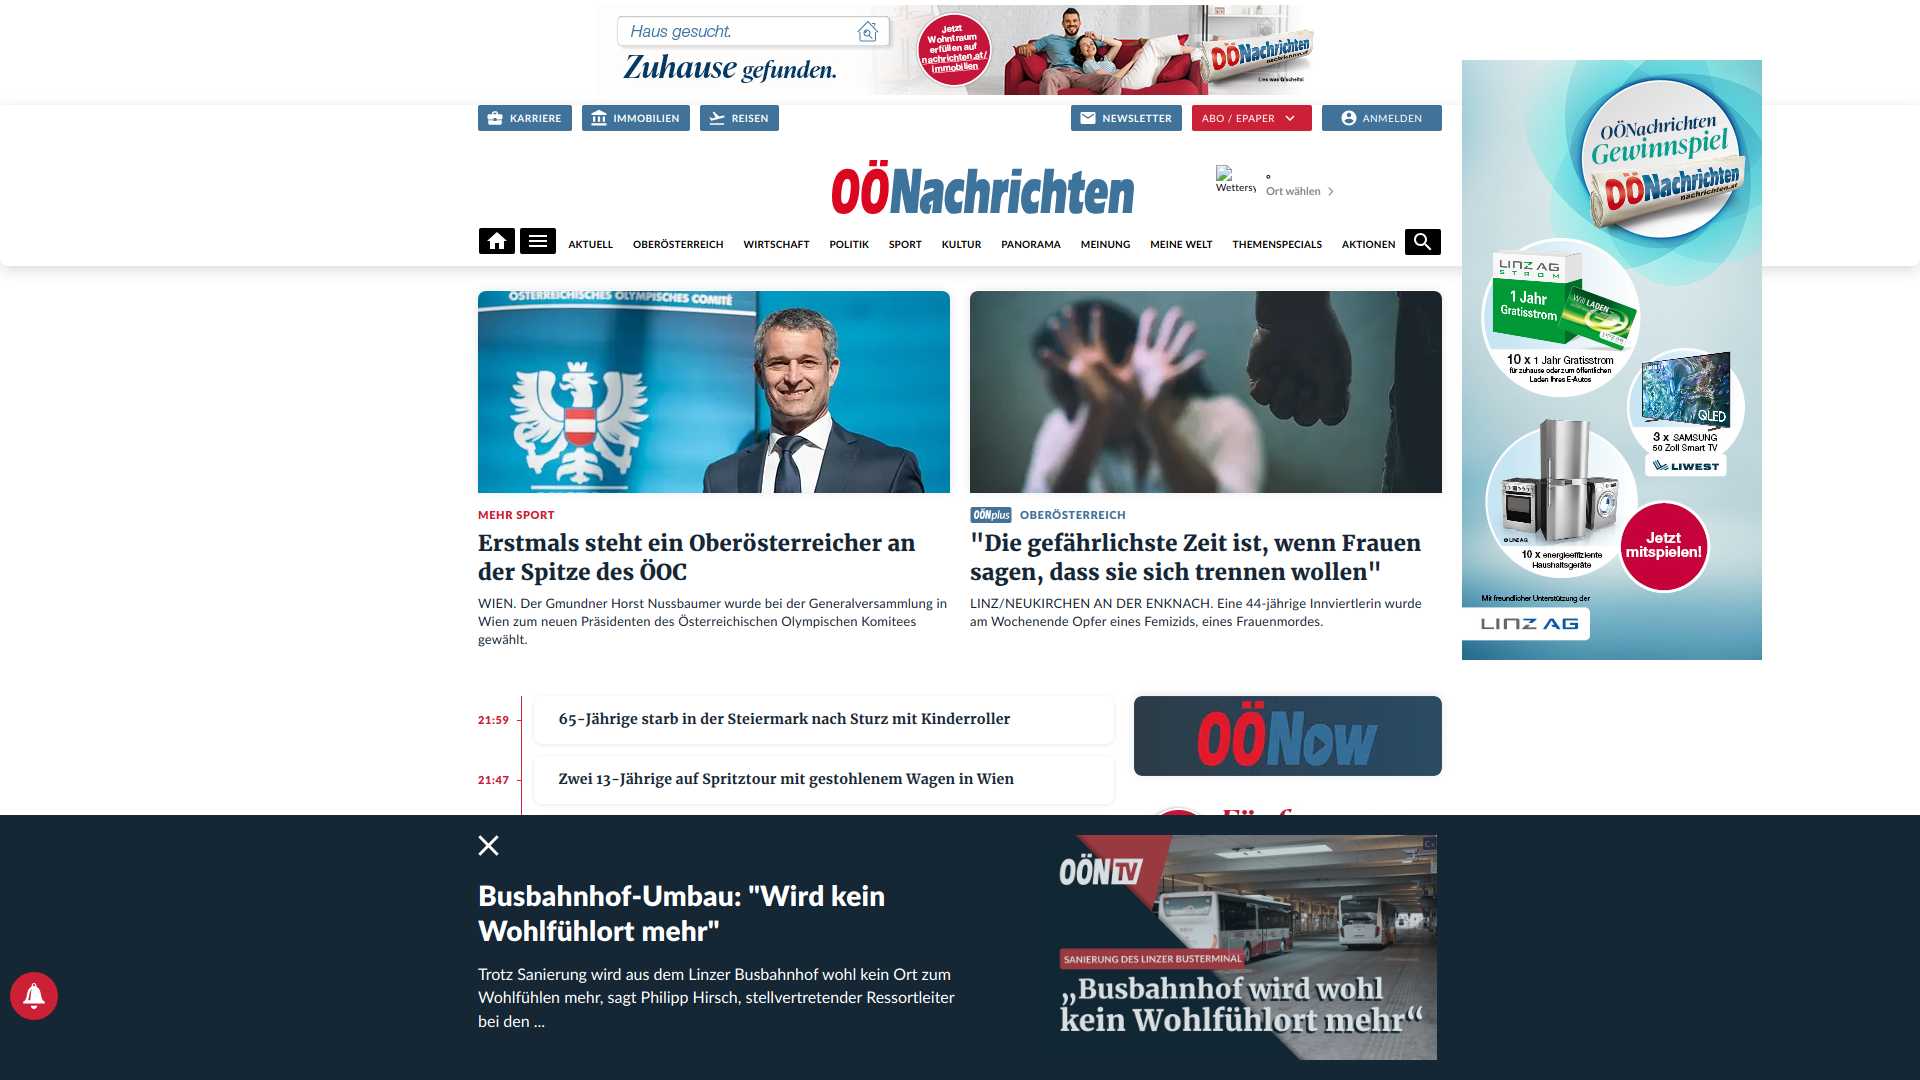 Haus gesucht.
Zuhause gefunden.
Jetzt
Wohntraum
erfüllen auf
nachrichten.at/
immobilien
OÖNachrichten
Lies was G'scheits!
KARRIERE
IMMOBILIEN
REISEN
NEWSLETTER
ABO / EPAPER
ANMELDEN
OÖNachrichten
Wettersy
°
Ort wählen
AKTUELL
OBERÖSTERREICH
WIRTSCHAFT
POLITIK
SPORT
KULTUR
PANORAMA
MEINUNG
MEINE WELT
THEMENSPECIALS
AKTIONEN
OÖNachrichten
Gewinnspiel
OÖNachrichten
nachrichten.at
LINZ AG
STROM
1 Jahr
Gratisstrom
Will LADEN
10 x 1 Jahr Gratisstrom
für zuhause oder zum öffentlichen
Laden Ihres E-Autos
QLED
3 x SAMSUNG
50 Zoll Smart TV
LIWEST
© LINZ AG
10 x energieeffiziente
Haushaltsgeräte
Jetzt
mitspielen!
Mit freundlicher Unterstützung der
LINZ AG
ÖSTERREICHISCHES OLYMPISCHES COMITÉ
MEHR SPORT
Erstmals steht ein Oberösterreicher an
der Spitze des ÖOC
WIEN. Der Gmundner Horst Nussbaumer wurde bei der Generalversammlung in
Wien zum neuen Präsidenten des Österreichischen Olympischen Komitees
gewählt.
OÖNplus OBERÖSTERREICH
"Die gefährlichste Zeit ist, wenn Frauen
sagen, dass sie sich trennen wollen"
LINZ/NEUKIRCHEN AN DER ENKNACH. Eine 44-jährige Innviertlerin wurde
am Wochenende Opfer eines Femizids, eines Frauenmordes.
21:59 65-Jährige starb in der Steiermark nach Sturz mit Kinderroller
21:47 Zwei 13-Jährige auf Spritztour mit gestohlenem Wagen in Wien
OÖNow
Busbahnhof-Umbau: "Wird kein
Wohlfühlort mehr"
Trotz Sanierung wird aus dem Linzer Busbahnhof wohl kein Ort zum
Wohlfühlen mehr, sagt Philipp Hirsch, stellvertretender Ressortleiter
bei den ...
OÖN TV
SANIERUNG DES LINZER BUSTERMINAL
„Busbahnhof wird wohl
kein Wohlfühlort mehr“